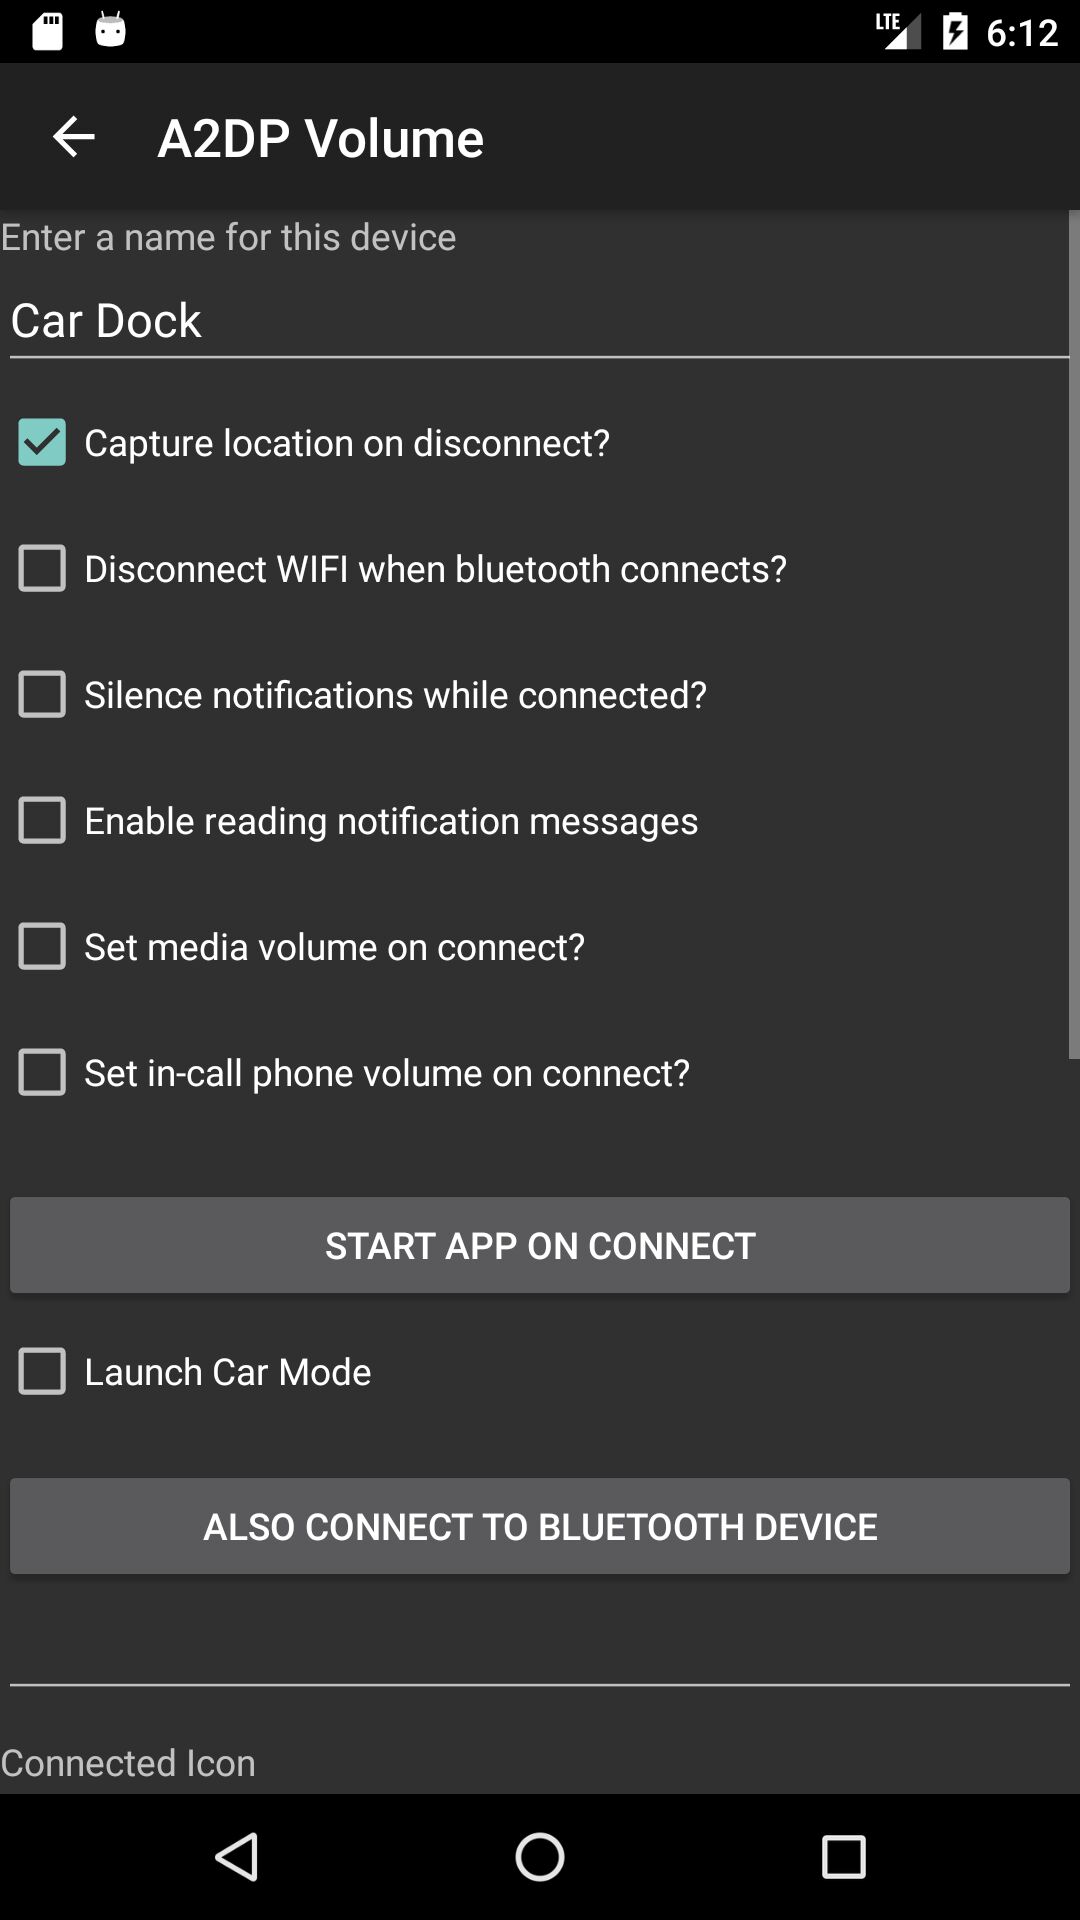 LTE 6:12
A2DP Volume
Enter a name for this device
Car Dock
Capture location on disconnect?
Disconnect WIFI when bluetooth connects?
Silence notifications while connected?
Enable reading notification messages
Set media volume on connect?
Set in-call phone volume on connect?
START APP ON CONNECT
Launch Car Mode
ALSO CONNECT TO BLUETOOTH DEVICE
Connected Icon